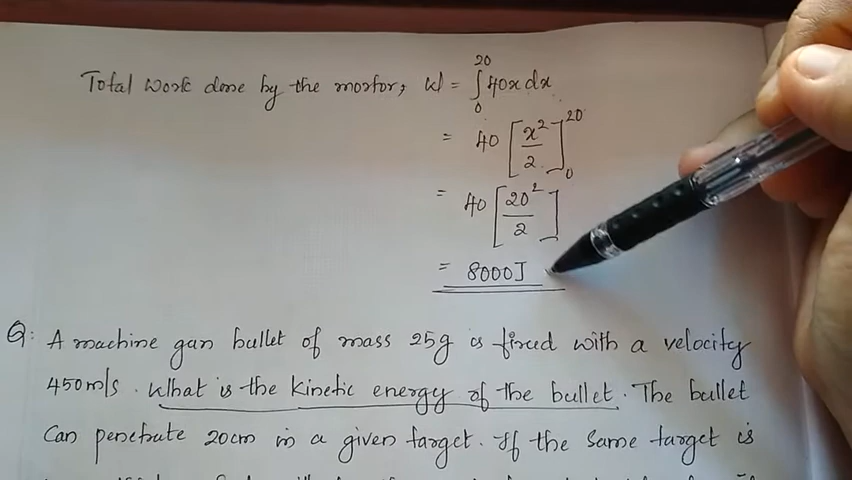 Total work done by the mortor, W = ∫₀²⁰ 40x dx
= 40 [x²/2]₀²⁰
= 40 [20²/2]
= 8000J
Q: A machine gun bullet of mass 25g is fired with a velocity
450m/s. What is the kinetic energy of the bullet. The bullet
can penetrate 20cm in a given target. If the same target is